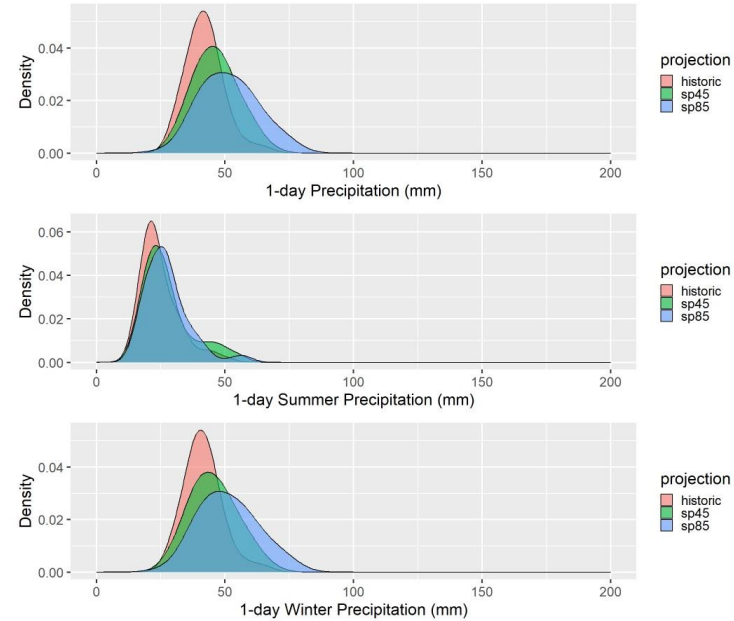 Density
0.04
0.02
0.00
0
50
100
150
200
1-day Precipitation (mm)
projection
historic
sp45
sp85
Density
0.06
0.04
0.02
0.00
0
50
100
150
200
1-day Summer Precipitation (mm)
projection
historic
sp45
sp85
Density
0.04
0.02
0.00
0
50
100
150
200
1-day Winter Precipitation (mm)
projection
historic
sp45
sp85